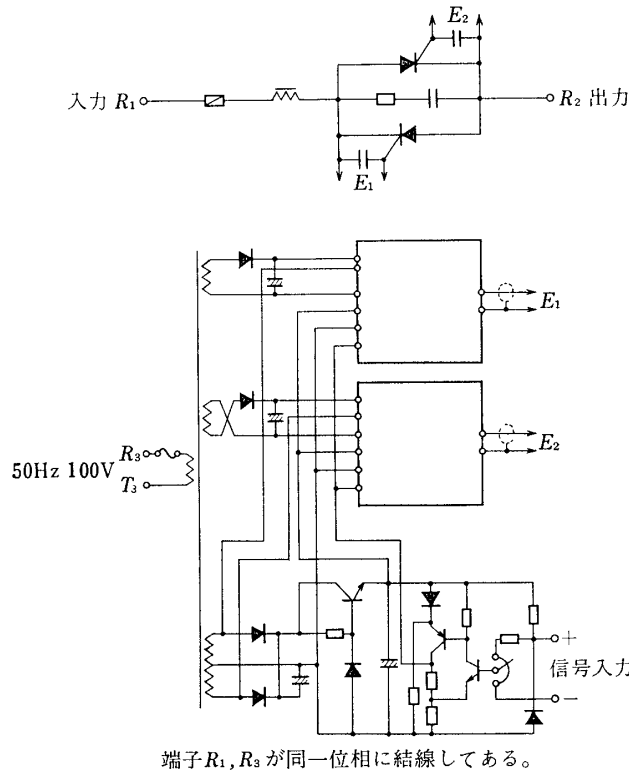 E₂
入力 R₁
R₂ 出力
E₁
E₁
E₂
50Hz 100V
R₃
T₃
+
信号入力
−
端子R₁, R₃が同一位相に結線してある。